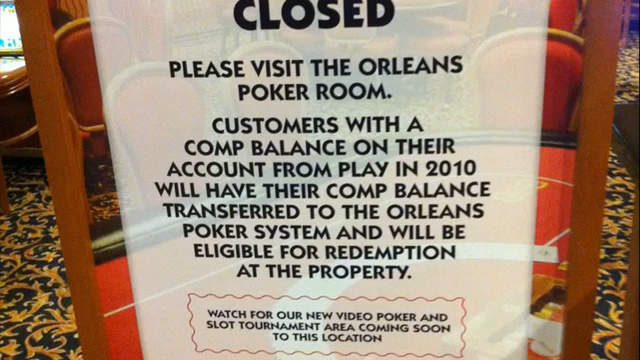 CLOSED
PLEASE VISIT THE ORLEANS
POKER ROOM.
CUSTOMERS WITH A
COMP BALANCE ON THEIR
ACCOUNT FROM PLAY IN 2010
WILL HAVE THEIR COMP BALANCE
TRANSFERRED TO THE ORLEANS
POKER SYSTEM AND WILL BE
ELIGIBLE FOR REDEMPTION
AT THE PROPERTY.
WATCH FOR OUR NEW VIDEO POKER AND
SLOT TOURNAMENT AREA COMING SOON
TO THIS LOCATION